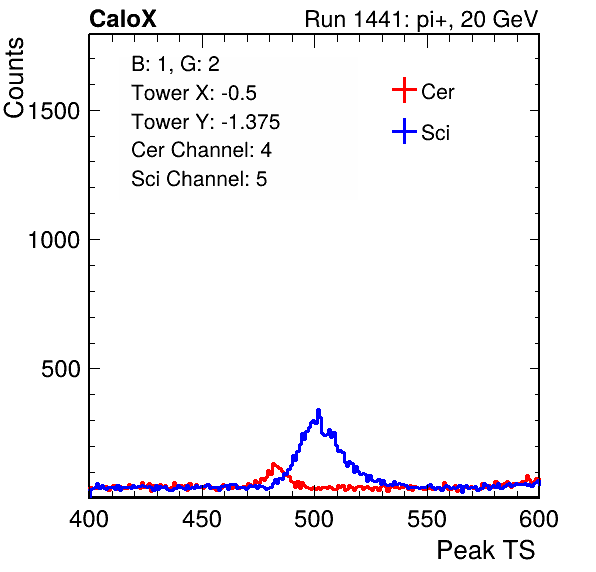 CaloX Run 1441: pi+, 20 GeV
Counts
B: 1, G: 2
Tower X: -0.5
Tower Y: -1.375
Cer Channel: 4
Sci Channel: 5
Cer
Sci
1500
1000
500
400 450 500 550 600
Peak TS